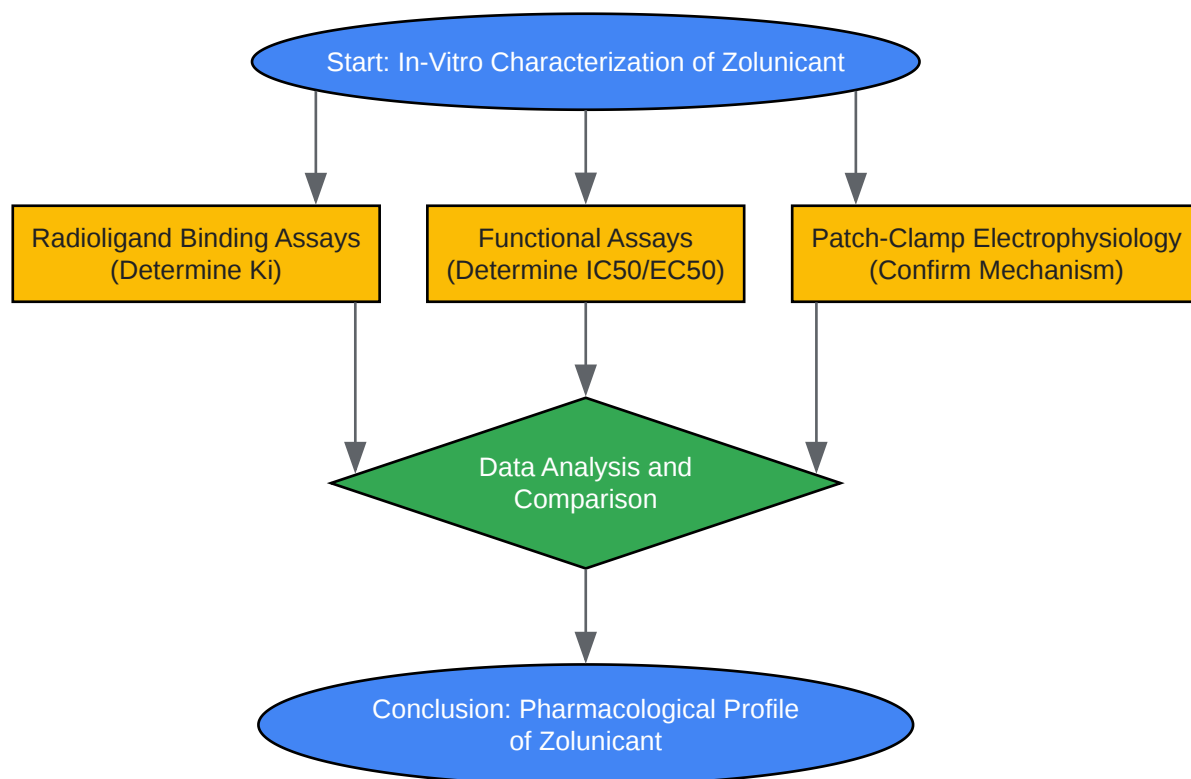 Start: In-Vitro Characterization of Zolunicant
Radioligand Binding Assays
(Determine Ki)
Functional Assays
(Determine IC50/EC50)
Patch-Clamp Electrophysiology
(Confirm Mechanism)
Data Analysis and
Comparison
Conclusion: Pharmacological Profile
of Zolunicant